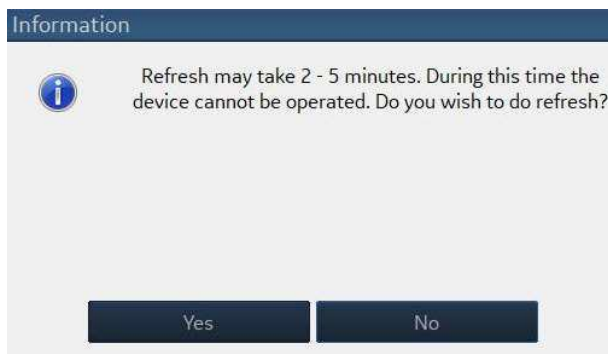 Information
Refresh may take 2 - 5 minutes. During this time the
device cannot be operated. Do you wish to do refresh?
Yes
No